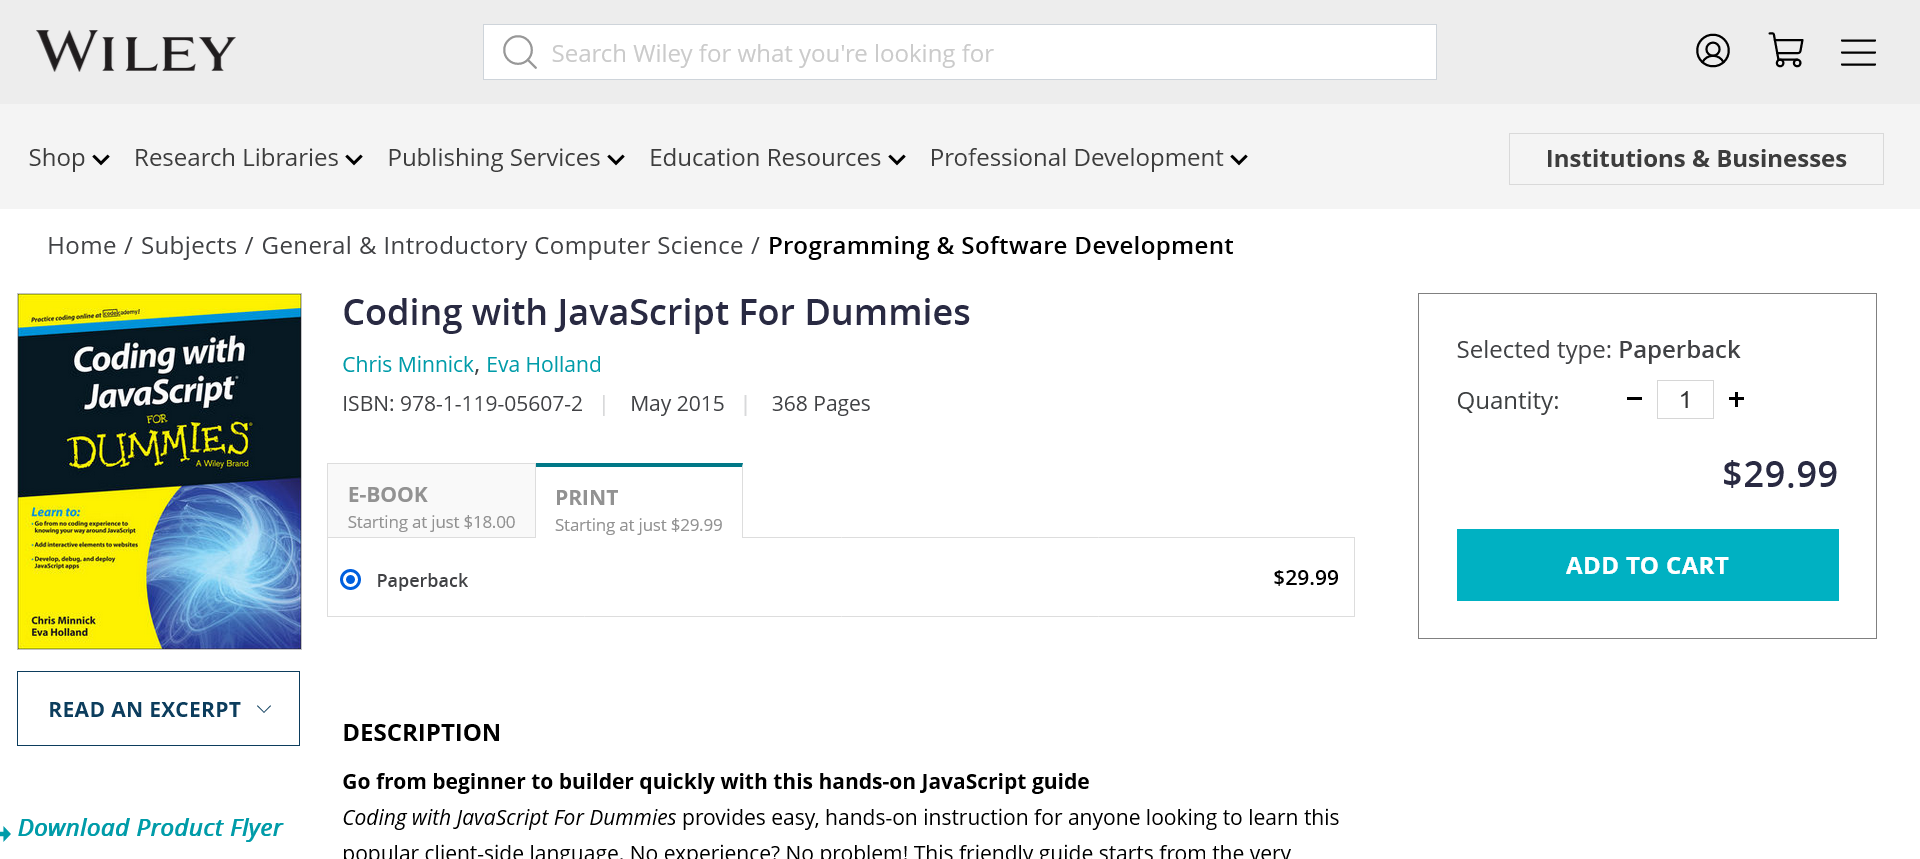 WILEY
Search Wiley for what you're looking for
Shop Research Libraries Publishing Services Education Resources Professional Development
Institutions & Businesses
Home / Subjects / General & Introductory Computer Science / Programming & Software Development
Practice coding online at codecademy!
Coding with
JavaScript
FOR
DUMMIES
A Wiley Brand
Learn to:
• Go from no coding experience to
knowing your way around JavaScript
• Add interactive elements to websites
• Develop, debug, and deploy
JavaScript apps
Chris Minnick
Eva Holland
READ AN EXCERPT
Download Product Flyer
Coding with JavaScript For Dummies
Chris Minnick, Eva Holland
ISBN: 978-1-119-05607-2 | May 2015 | 368 Pages
E-BOOK
Starting at just $18.00
PRINT
Starting at just $29.99
Paperback $29.99
Selected type: Paperback
Quantity: − 1 +
$29.99
ADD TO CART
DESCRIPTION
Go from beginner to builder quickly with this hands-on JavaScript guide
Coding with JavaScript For Dummies provides easy, hands-on instruction for anyone looking to learn this
popular client-side language. No experience? No problem! This friendly guide starts from the very